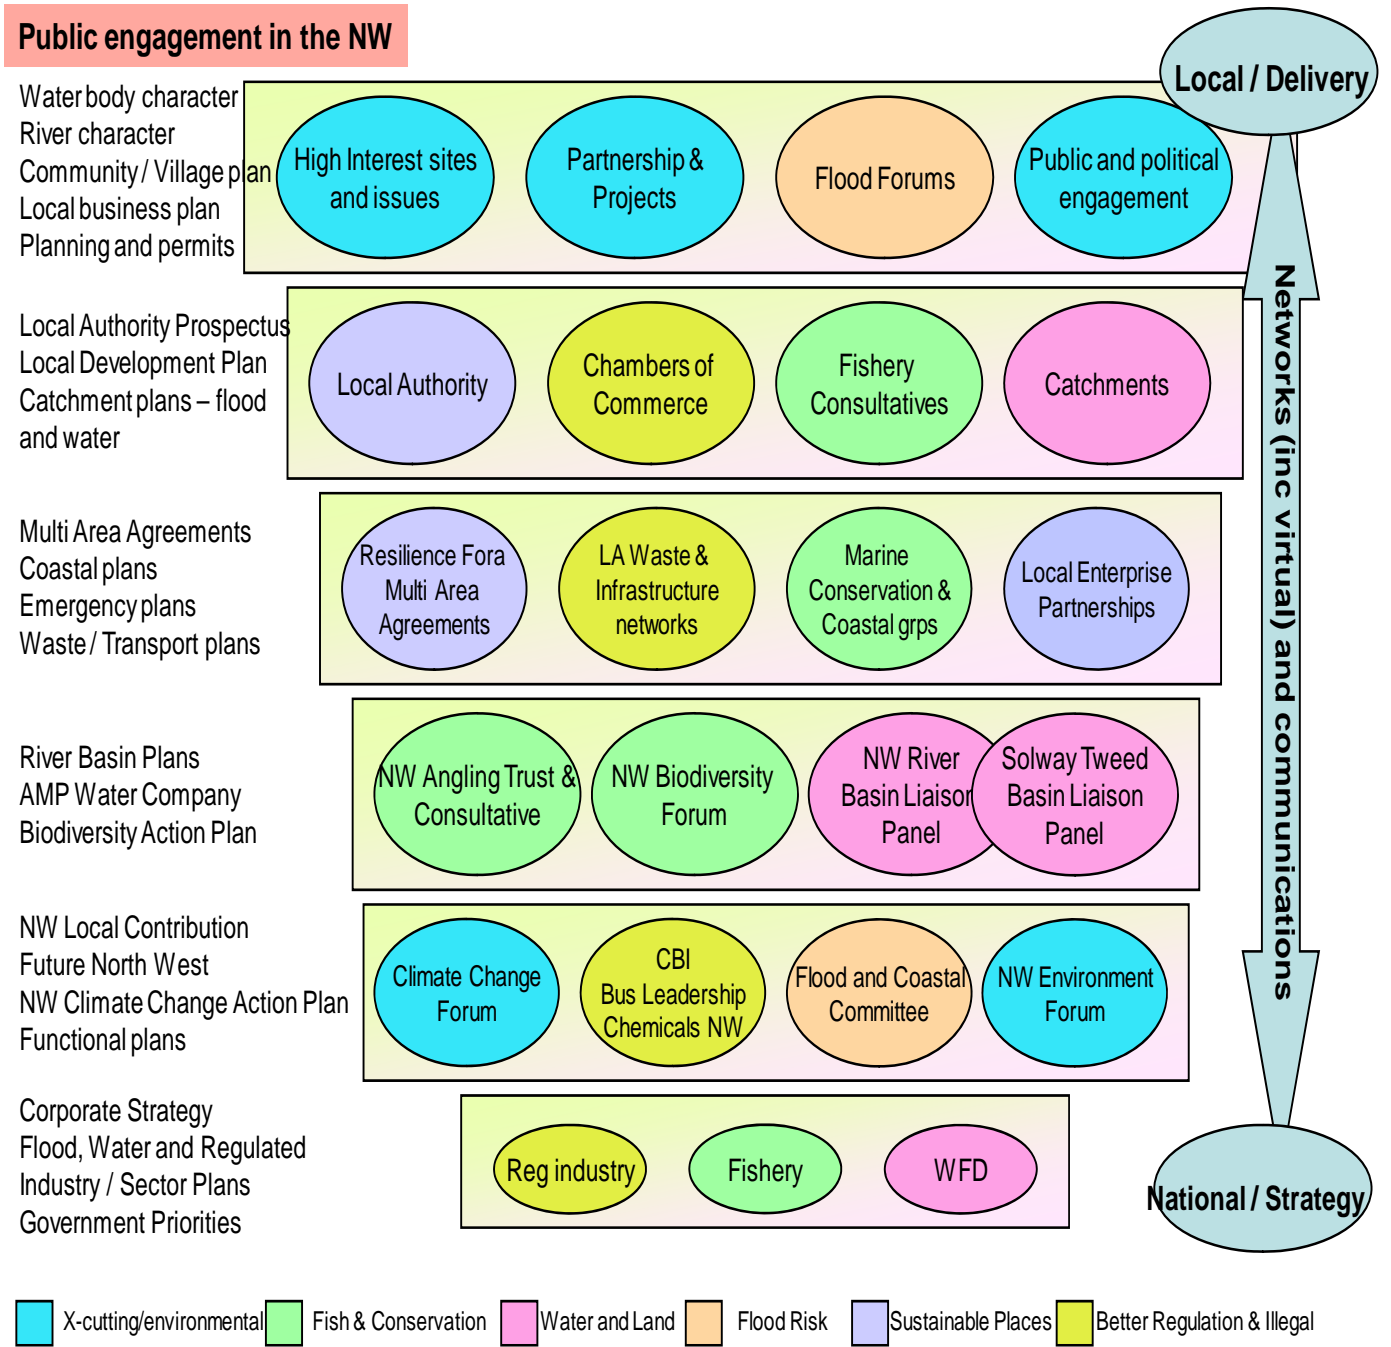 Public engagement in the NW
Local / Delivery
Water body character
River character
Community / Village plan
Local business plan
Planning and permits
High Interest sites
and issues
Partnership &
Projects
Flood Forums
Public and political
engagement
Local Authority Prospectus
Local Development Plan
Catchment plans – flood
and water
Local Authority
Chambers of
Commerce
Fishery
Consultatives
Catchments
Multi Area Agreements
Coastal plans
Emergency plans
Waste / Transport plans
Resilience Fora
Multi Area
Agreements
LA Waste &
Infrastructure
networks
Marine
Conservation &
Coastal grps
Local Enterprise
Partnerships
River Basin Plans
AMP Water Company
Biodiversity Action Plan
NW Angling Trust &
Consultative
NW Biodiversity
Forum
NW River
Basin Liaison
Panel
Solway Tweed
Basin Liaison
Panel
NW Local Contribution
Future North West
NW Climate Change Action Plan
Functional plans
Climate Change
Forum
CBI
Bus Leadership
Chemicals NW
Flood and Coastal
Committee
NW Environment
Forum
Corporate Strategy
Flood, Water and Regulated
Industry / Sector Plans
Government Priorities
Reg industry
Fishery
WFD
Networks (inc virtual) and communications
National / Strategy
X-cutting/environmental
Fish & Conservation
Water and Land
Flood Risk
Sustainable Places
Better Regulation & Illegal